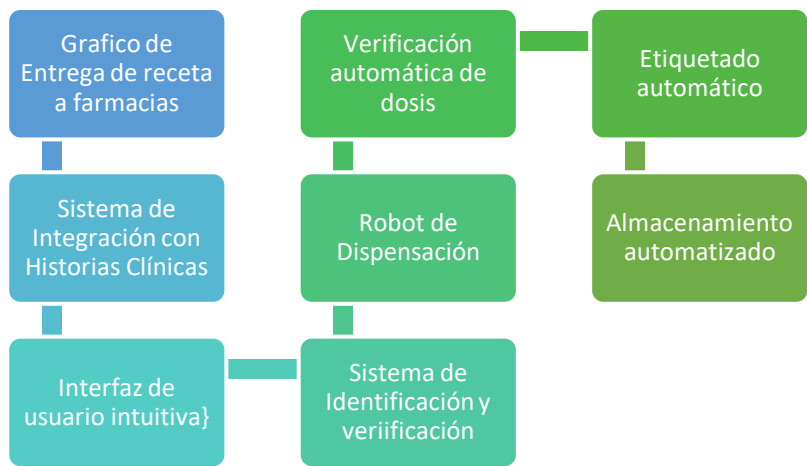 Grafico de
Entrega de receta
a farmacias
Sistema de
Integración con
Historias Clínicas
Interfaz de
usuario intuitiva}
Sistema de
Identificación y
veriificación
Robot de
Dispensación
Verificación
automática de
dosis
Etiquetado
automático
Almacenamiento
automatizado